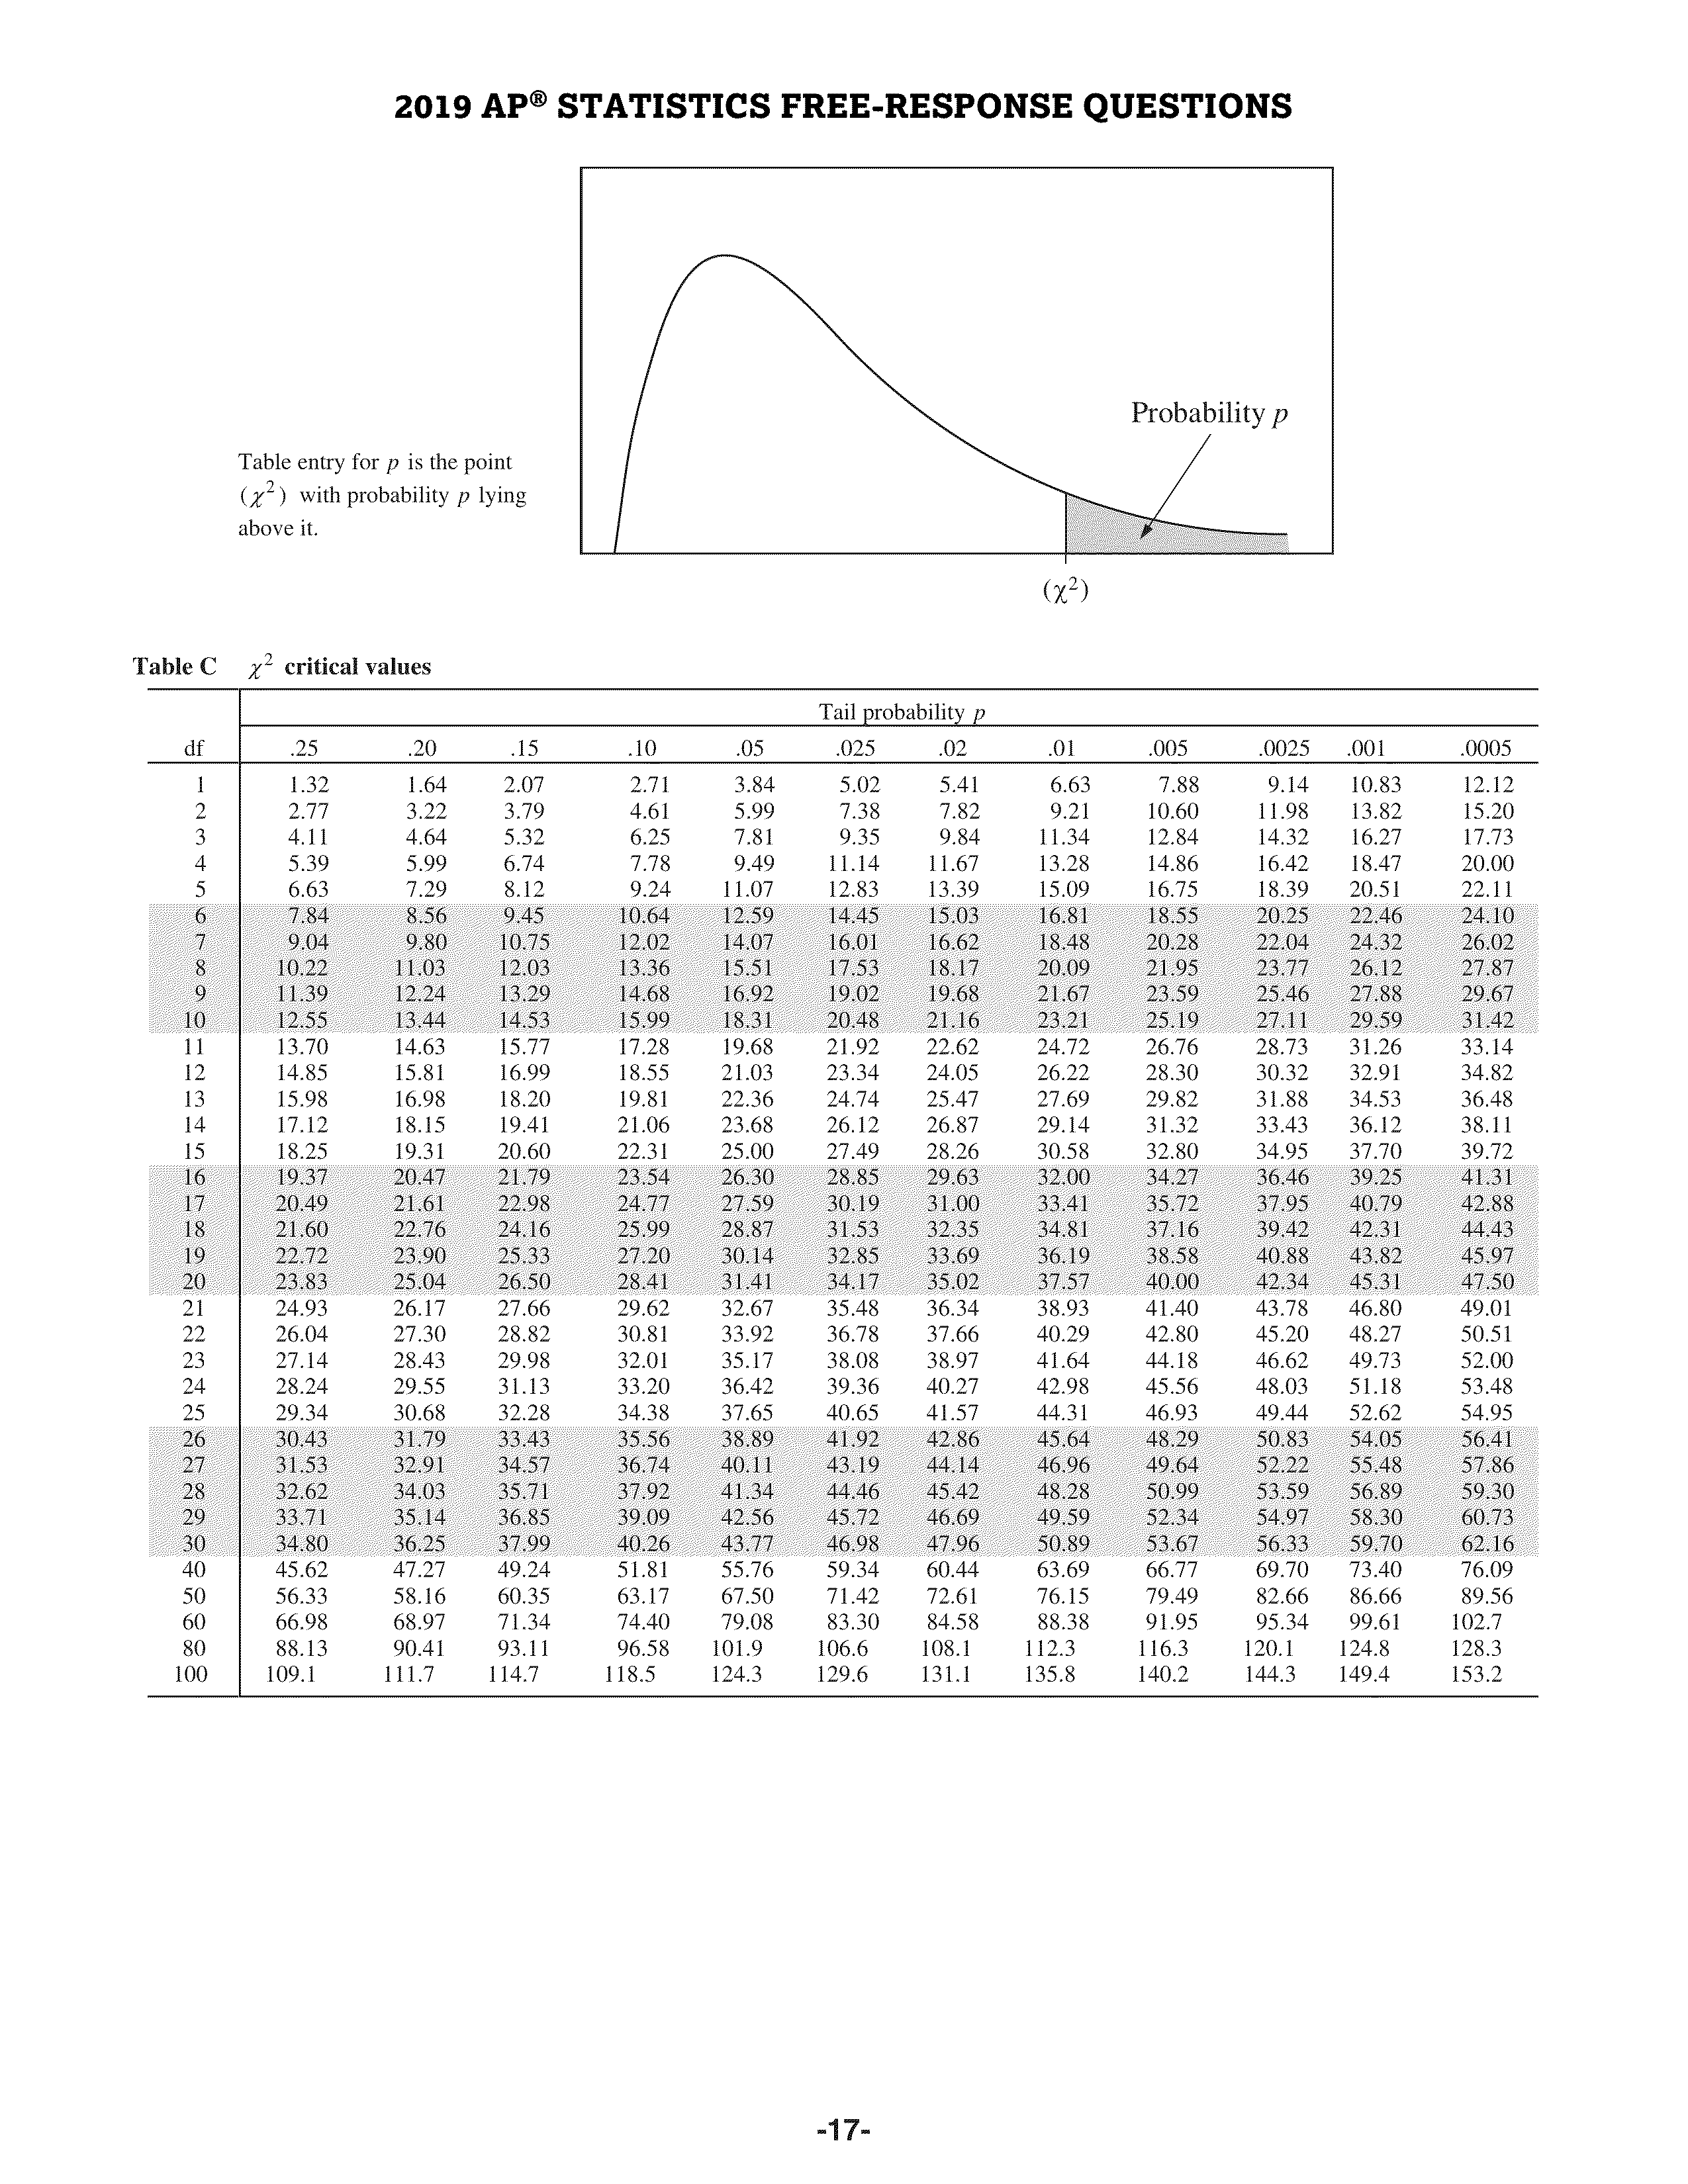 2019 AP® STATISTICS FREE-RESPONSE QUESTIONS
Probability p
Table entry for p is the point
(χ²) with probability p lying
above it.
(χ²)
Table C χ² critical values
Tail probability p
df .25 .20 .15 .10 .05 .025 .02 .01 .005 .0025 .001 .0005
1 1.32 1.64 2.07 2.71 3.84 5.02 5.41 6.63 7.88 9.14 10.83 12.12
2 2.77 3.22 3.79 4.61 5.99 7.38 7.82 9.21 10.60 11.98 13.82 15.20
3 4.11 4.64 5.32 6.25 7.81 9.35 9.84 11.34 12.84 14.32 16.27 17.73
4 5.39 5.99 6.74 7.78 9.49 11.14 11.67 13.28 14.86 16.42 18.47 20.00
5 6.63 7.29 8.12 9.24 11.07 12.83 13.39 15.09 16.75 18.39 20.51 22.11
6 7.84 8.56 9.45 10.64 12.59 14.45 15.03 16.81 18.55 20.25 22.46 24.10
7 9.04 9.80 10.75 12.02 14.07 16.01 16.62 18.48 20.28 22.04 24.32 26.02
8 10.22 11.03 12.03 13.36 15.51 17.53 18.17 20.09 21.95 23.77 26.12 27.87
9 11.39 12.24 13.29 14.68 16.92 19.02 19.68 21.67 23.59 25.46 27.88 29.67
10 12.55 13.44 14.53 15.99 18.31 20.48 21.16 23.21 25.19 27.11 29.59 31.42
11 13.70 14.63 15.77 17.28 19.68 21.92 22.62 24.72 26.76 28.73 31.26 33.14
12 14.85 15.81 16.99 18.55 21.03 23.34 24.05 26.22 28.30 30.32 32.91 34.82
13 15.98 16.98 18.20 19.81 22.36 24.74 25.47 27.69 29.82 31.88 34.53 36.48
14 17.12 18.15 19.41 21.06 23.68 26.12 26.87 29.14 31.32 33.43 36.12 38.11
15 18.25 19.31 20.60 22.31 25.00 27.49 28.26 30.58 32.80 34.95 37.70 39.72
16 19.37 20.47 21.79 23.54 26.30 28.85 29.63 32.00 34.27 36.46 39.25 41.31
17 20.49 21.61 22.98 24.77 27.59 30.19 31.00 33.41 35.72 37.95 40.79 42.88
18 21.60 22.76 24.16 25.99 28.87 31.53 32.35 34.81 37.16 39.42 42.31 44.43
19 22.72 23.90 25.33 27.20 30.14 32.85 33.69 36.19 38.58 40.88 43.82 45.97
20 23.83 25.04 26.50 28.41 31.41 34.17 35.02 37.57 40.00 42.34 45.31 47.50
21 24.93 26.17 27.66 29.62 32.67 35.48 36.34 38.93 41.40 43.78 46.80 49.01
22 26.04 27.30 28.82 30.81 33.92 36.78 37.66 40.29 42.80 45.20 48.27 50.51
23 27.14 28.43 29.98 32.01 35.17 38.08 38.97 41.64 44.18 46.62 49.73 52.00
24 28.24 29.55 31.13 33.20 36.42 39.36 40.27 42.98 45.56 48.03 51.18 53.48
25 29.34 30.68 32.28 34.38 37.65 40.65 41.57 44.31 46.93 49.44 52.62 54.95
26 30.43 31.79 33.43 35.56 38.89 41.92 42.86 45.64 48.29 50.83 54.05 56.41
27 31.53 32.91 34.57 36.74 40.11 43.19 44.14 46.96 49.64 52.22 55.48 57.86
28 32.62 34.03 35.71 37.92 41.34 44.46 45.42 48.28 50.99 53.59 56.89 59.30
29 33.71 35.14 36.85 39.09 42.56 45.72 46.69 49.59 52.34 54.97 58.30 60.73
30 34.80 36.25 37.99 40.26 43.77 46.98 47.96 50.89 53.67 56.33 59.70 62.16
40 45.62 47.27 49.24 51.81 55.76 59.34 60.44 63.69 66.77 69.70 73.40 76.09
50 56.33 58.16 60.35 63.17 67.50 71.42 72.61 76.15 79.49 82.66 86.66 89.56
60 66.98 68.97 71.34 74.40 79.08 83.30 84.58 88.38 91.95 95.34 99.61 102.7
80 88.13 90.41 93.11 96.58 101.9 106.6 108.1 112.3 116.3 120.1 124.8 128.3
100 109.1 111.7 114.7 118.5 124.3 129.6 131.1 135.8 140.2 144.3 149.4 153.2
-17-